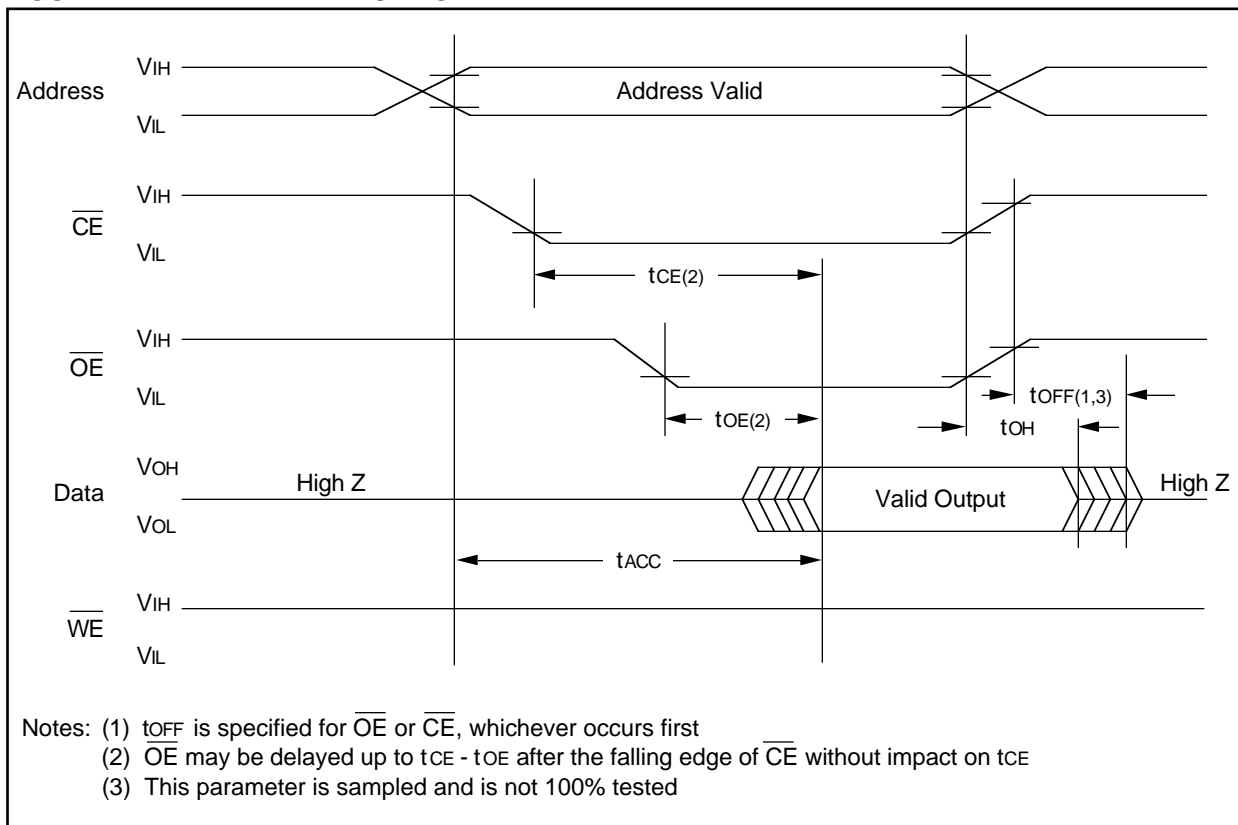 Address
VIH
VIL
Address Valid
CE
VIH
VIL
tCE(2)
OE
VIH
VIL
tOE(2)
tOFF(1,3)
tOH
Data
VOH
VOL
High Z
Valid Output
High Z
tACC
WE
VIH
VIL
Notes: (1) tOFF is specified for OE or CE, whichever occurs first
(2) OE may be delayed up to tCE - tOE after the falling edge of CE without impact on tCE
(3) This parameter is sampled and is not 100% tested